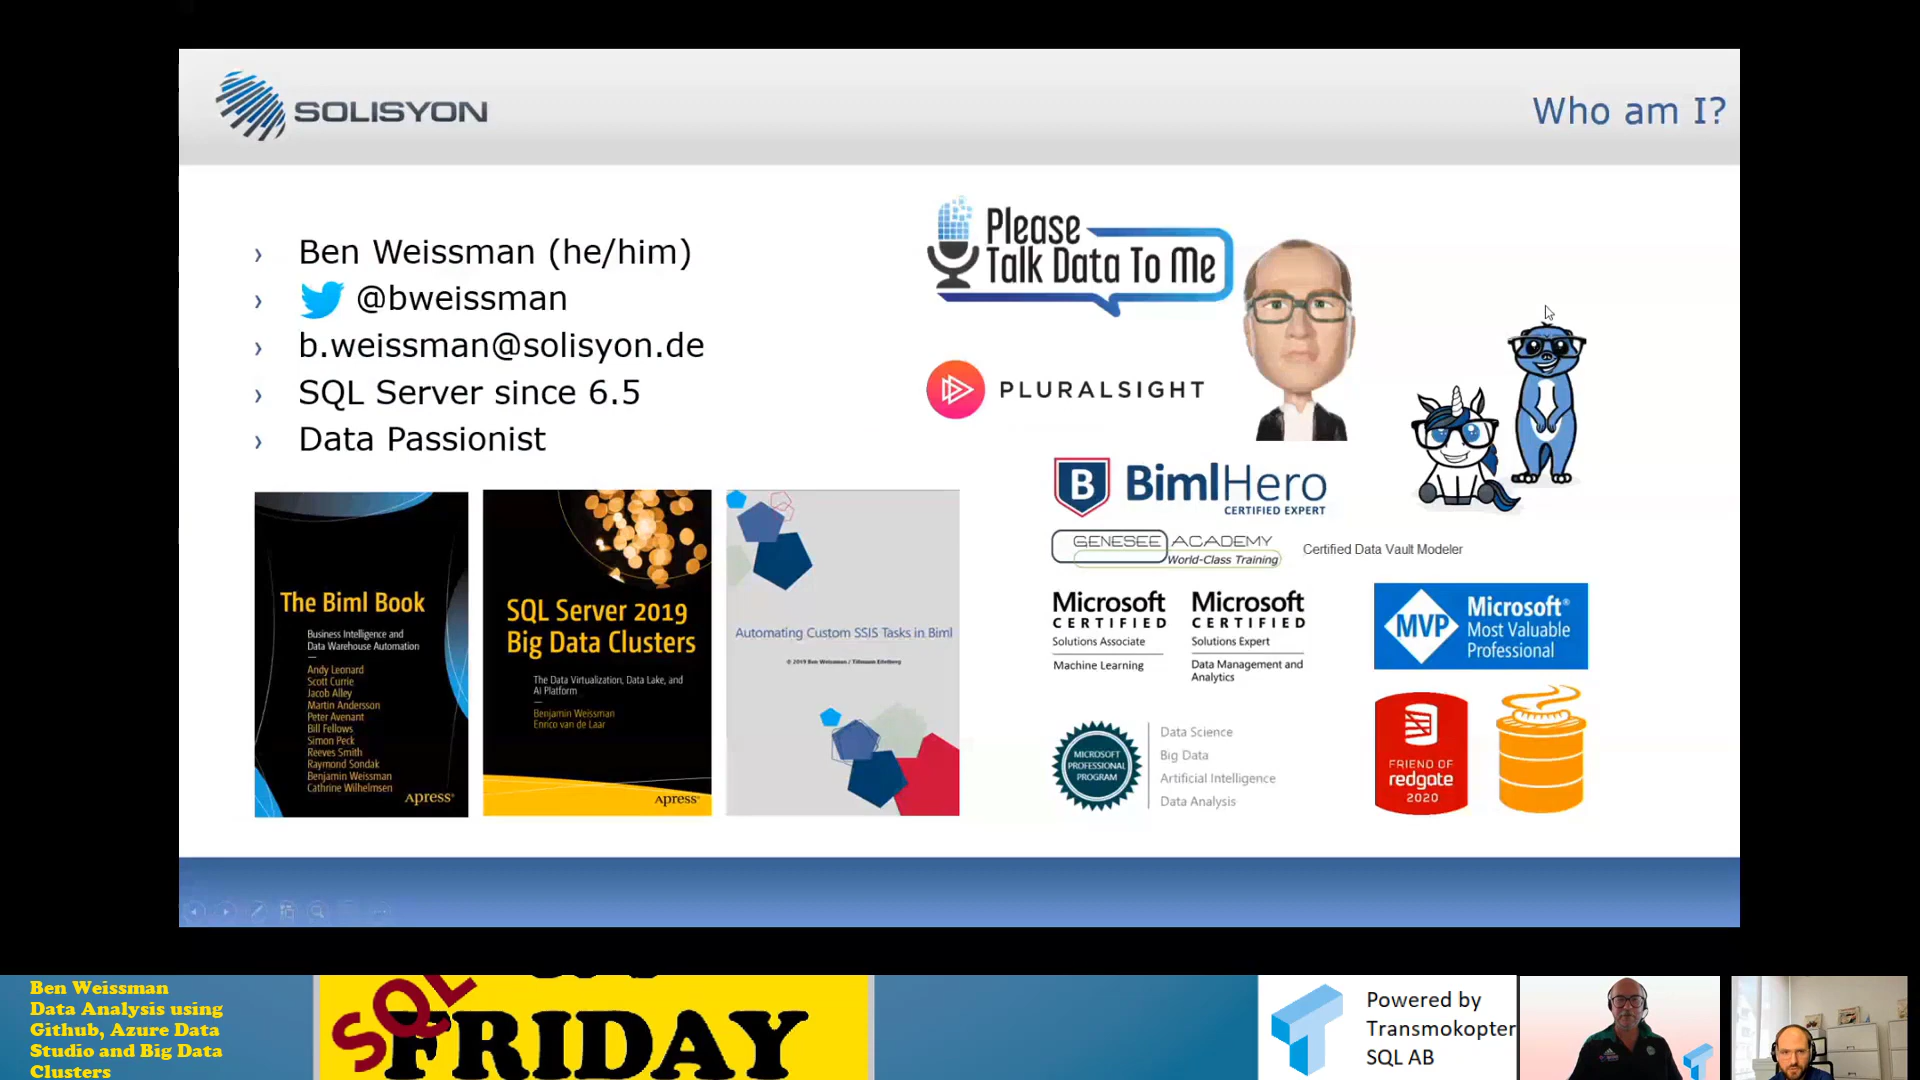 SOLISYON
Who am I?
Ben Weissman (he/him)
@bweissman
b.weissman@solisyon.de
SQL Server since 6.5
Data Passionist
Please
Talk Data To Me
PLURALSIGHT
B BimlHero
CERTIFIED EXPERT
GENESEE ACADEMY
World-Class Training
Certified Data Vault Modeler
Microsoft
CERTIFIED
Solutions Associate
Machine Learning
Microsoft
CERTIFIED
Solutions Expert
Data Management and
Analytics
MVP
Microsoft®
Most Valuable
Professional
MICROSOFT
PROFESSIONAL
PROGRAM
Data Science
Big Data
Artificial Intelligence
Data Analysis
FRIEND OF
redgate
2020
The Biml Book
Business Intelligence and
Data Warehouse Automation
Andy Leonard
Scott Currie
Jacob Alley
Martin Andersson
Peter Avenant
Bill Fellows
Simon Peck
Reeves Smith
Raymond Sondak
Benjamin Weissman
Cathrine Wilhelmsen
Apress®
SQL Server 2019
Big Data Clusters
The Data Virtualization, Data Lake, and
AI Platform
Benjamin Weissman
Enrico van de Laar
Apress®
Automating Custom SSIS Tasks in Biml
© 2019 Ben Weissman / Tillmann Eitelberg
Ben Weissman
Data Analysis using
Github, Azure Data
Studio and Big Data
Clusters
SQL
FRIDAY
Powered by
Transmokopter
SQL AB